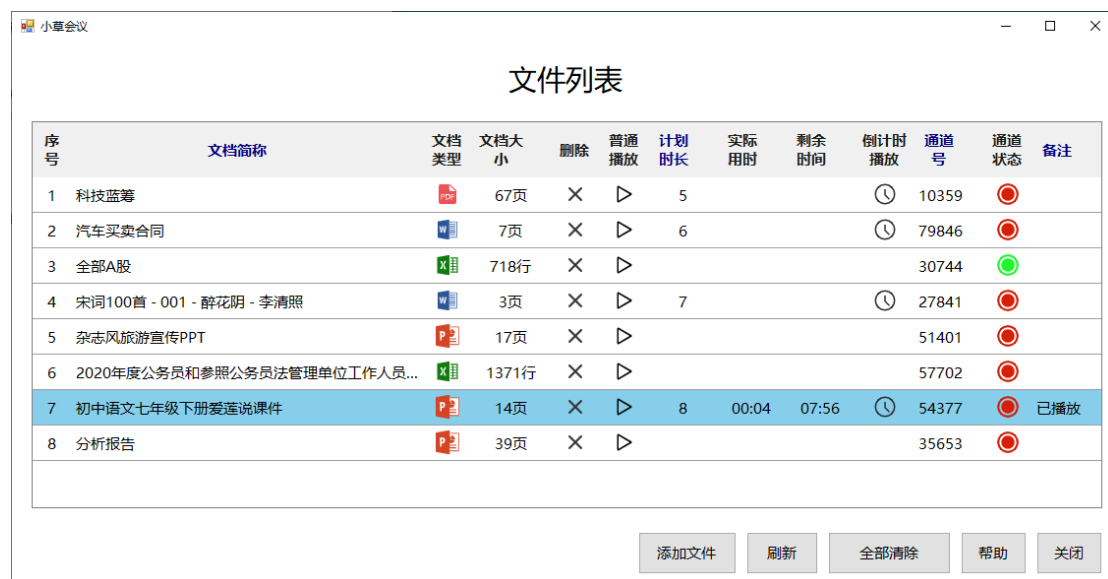 小草会议
文件列表
序号 文档简称 文档类型 文档大小 删除 普通播放 计划时长 实际用时 剩余时间 倒计时播放 通道号 通道状态 备注
1 科技蓝筹 PDF 67页 5 10359
2 汽车买卖合同 W 7页 6 79846
3 全部A股 X 718行 30744
4 宋词100首 - 001 - 醉花阴 - 李清照 W 3页 7 27841
5 杂志风旅游宣传PPT P 17页 51401
6 2020年度公务员和参照公务员法管理单位工作人员... X 1371行 57702
7 初中语文七年级下册爱莲说课件 P 14页 8 00:04 07:56 54377 已播放
8 分析报告 P 39页 35653
添加文件 刷新 全部清除 帮助 关闭